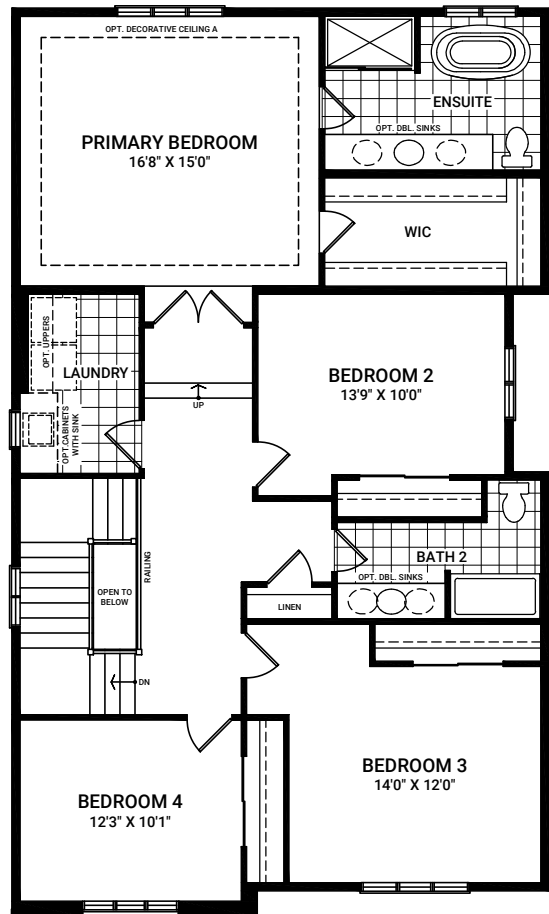 OPT. DECORATIVE CEILING A
PRIMARY BEDROOM
16'8" X 15'0"
ENSUITE
OPT. DBL. SINKS
WIC
OPT. UPPERS
LAUNDRY
OPT.CABINETS
WITH SINK
UP
BEDROOM 2
13'9" X 10'0"
RAILING
OPEN TO
BELOW
BATH 2
OPT. DBL. SINKS
LINEN
DN
BEDROOM 3
14'0" X 12'0"
BEDROOM 4
12'3" X 10'1"